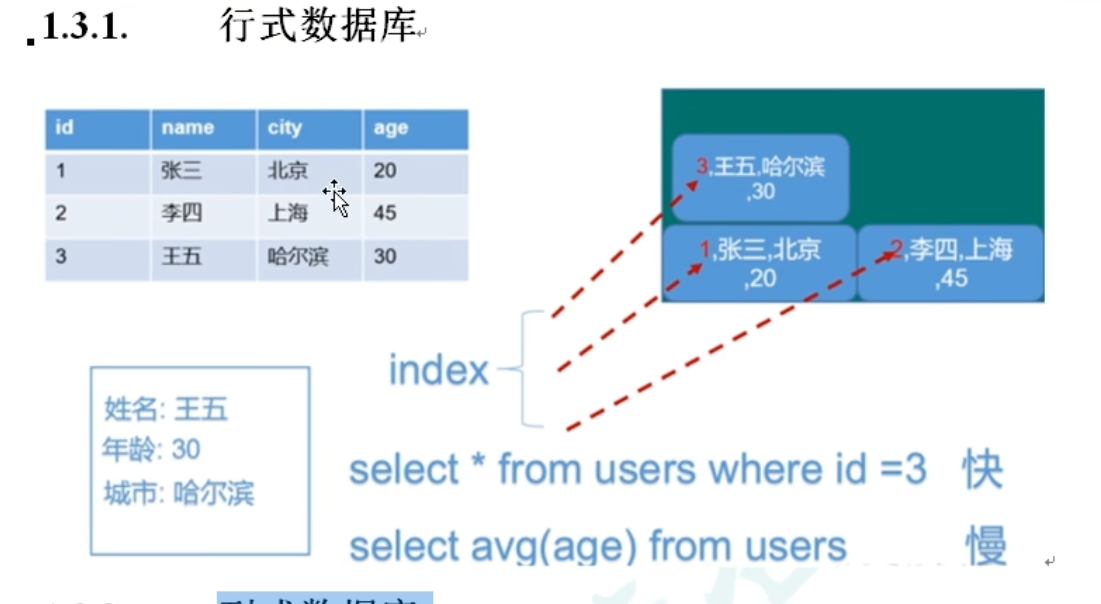 1.3.1. 行式数据库
id name city age
1 张三 北京 20
2 李四 上海 45
3 王五 哈尔滨 30
3,王五,哈尔滨
,30
1,张三,北京
,20
2,李四,上海
,45
index
姓名: 王五
年龄: 30
城市: 哈尔滨
select * from users where id =3 快
select avg(age) from users 慢